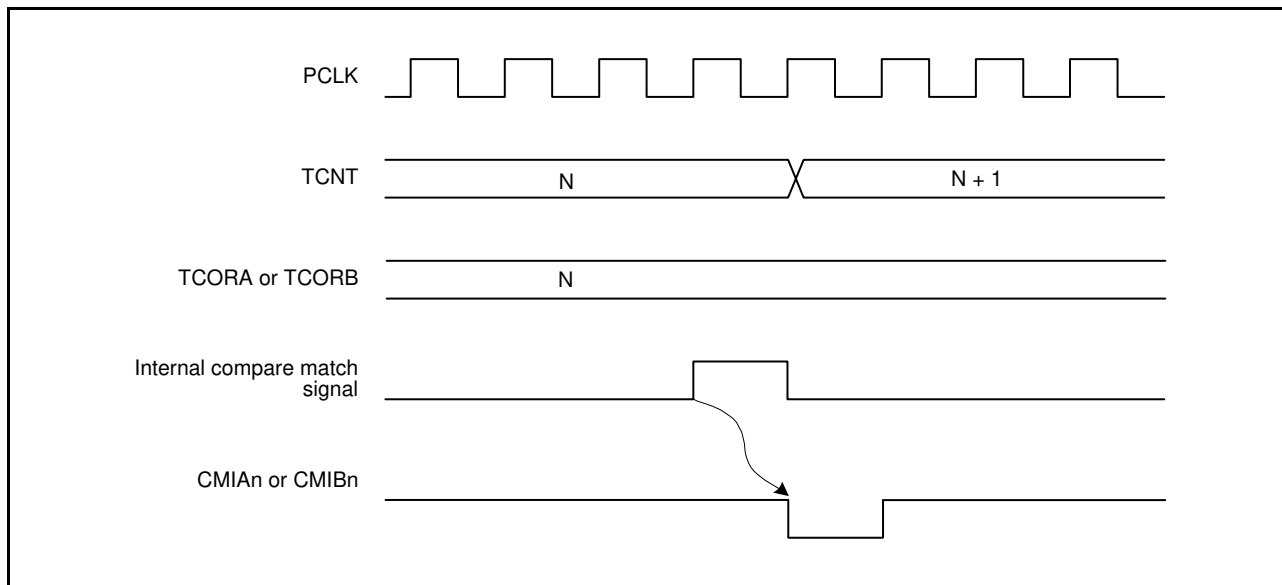 PCLK
TCNT
N
N + 1
TCORA or TCORB
N
Internal compare match
signal
CMIAn or CMIBn